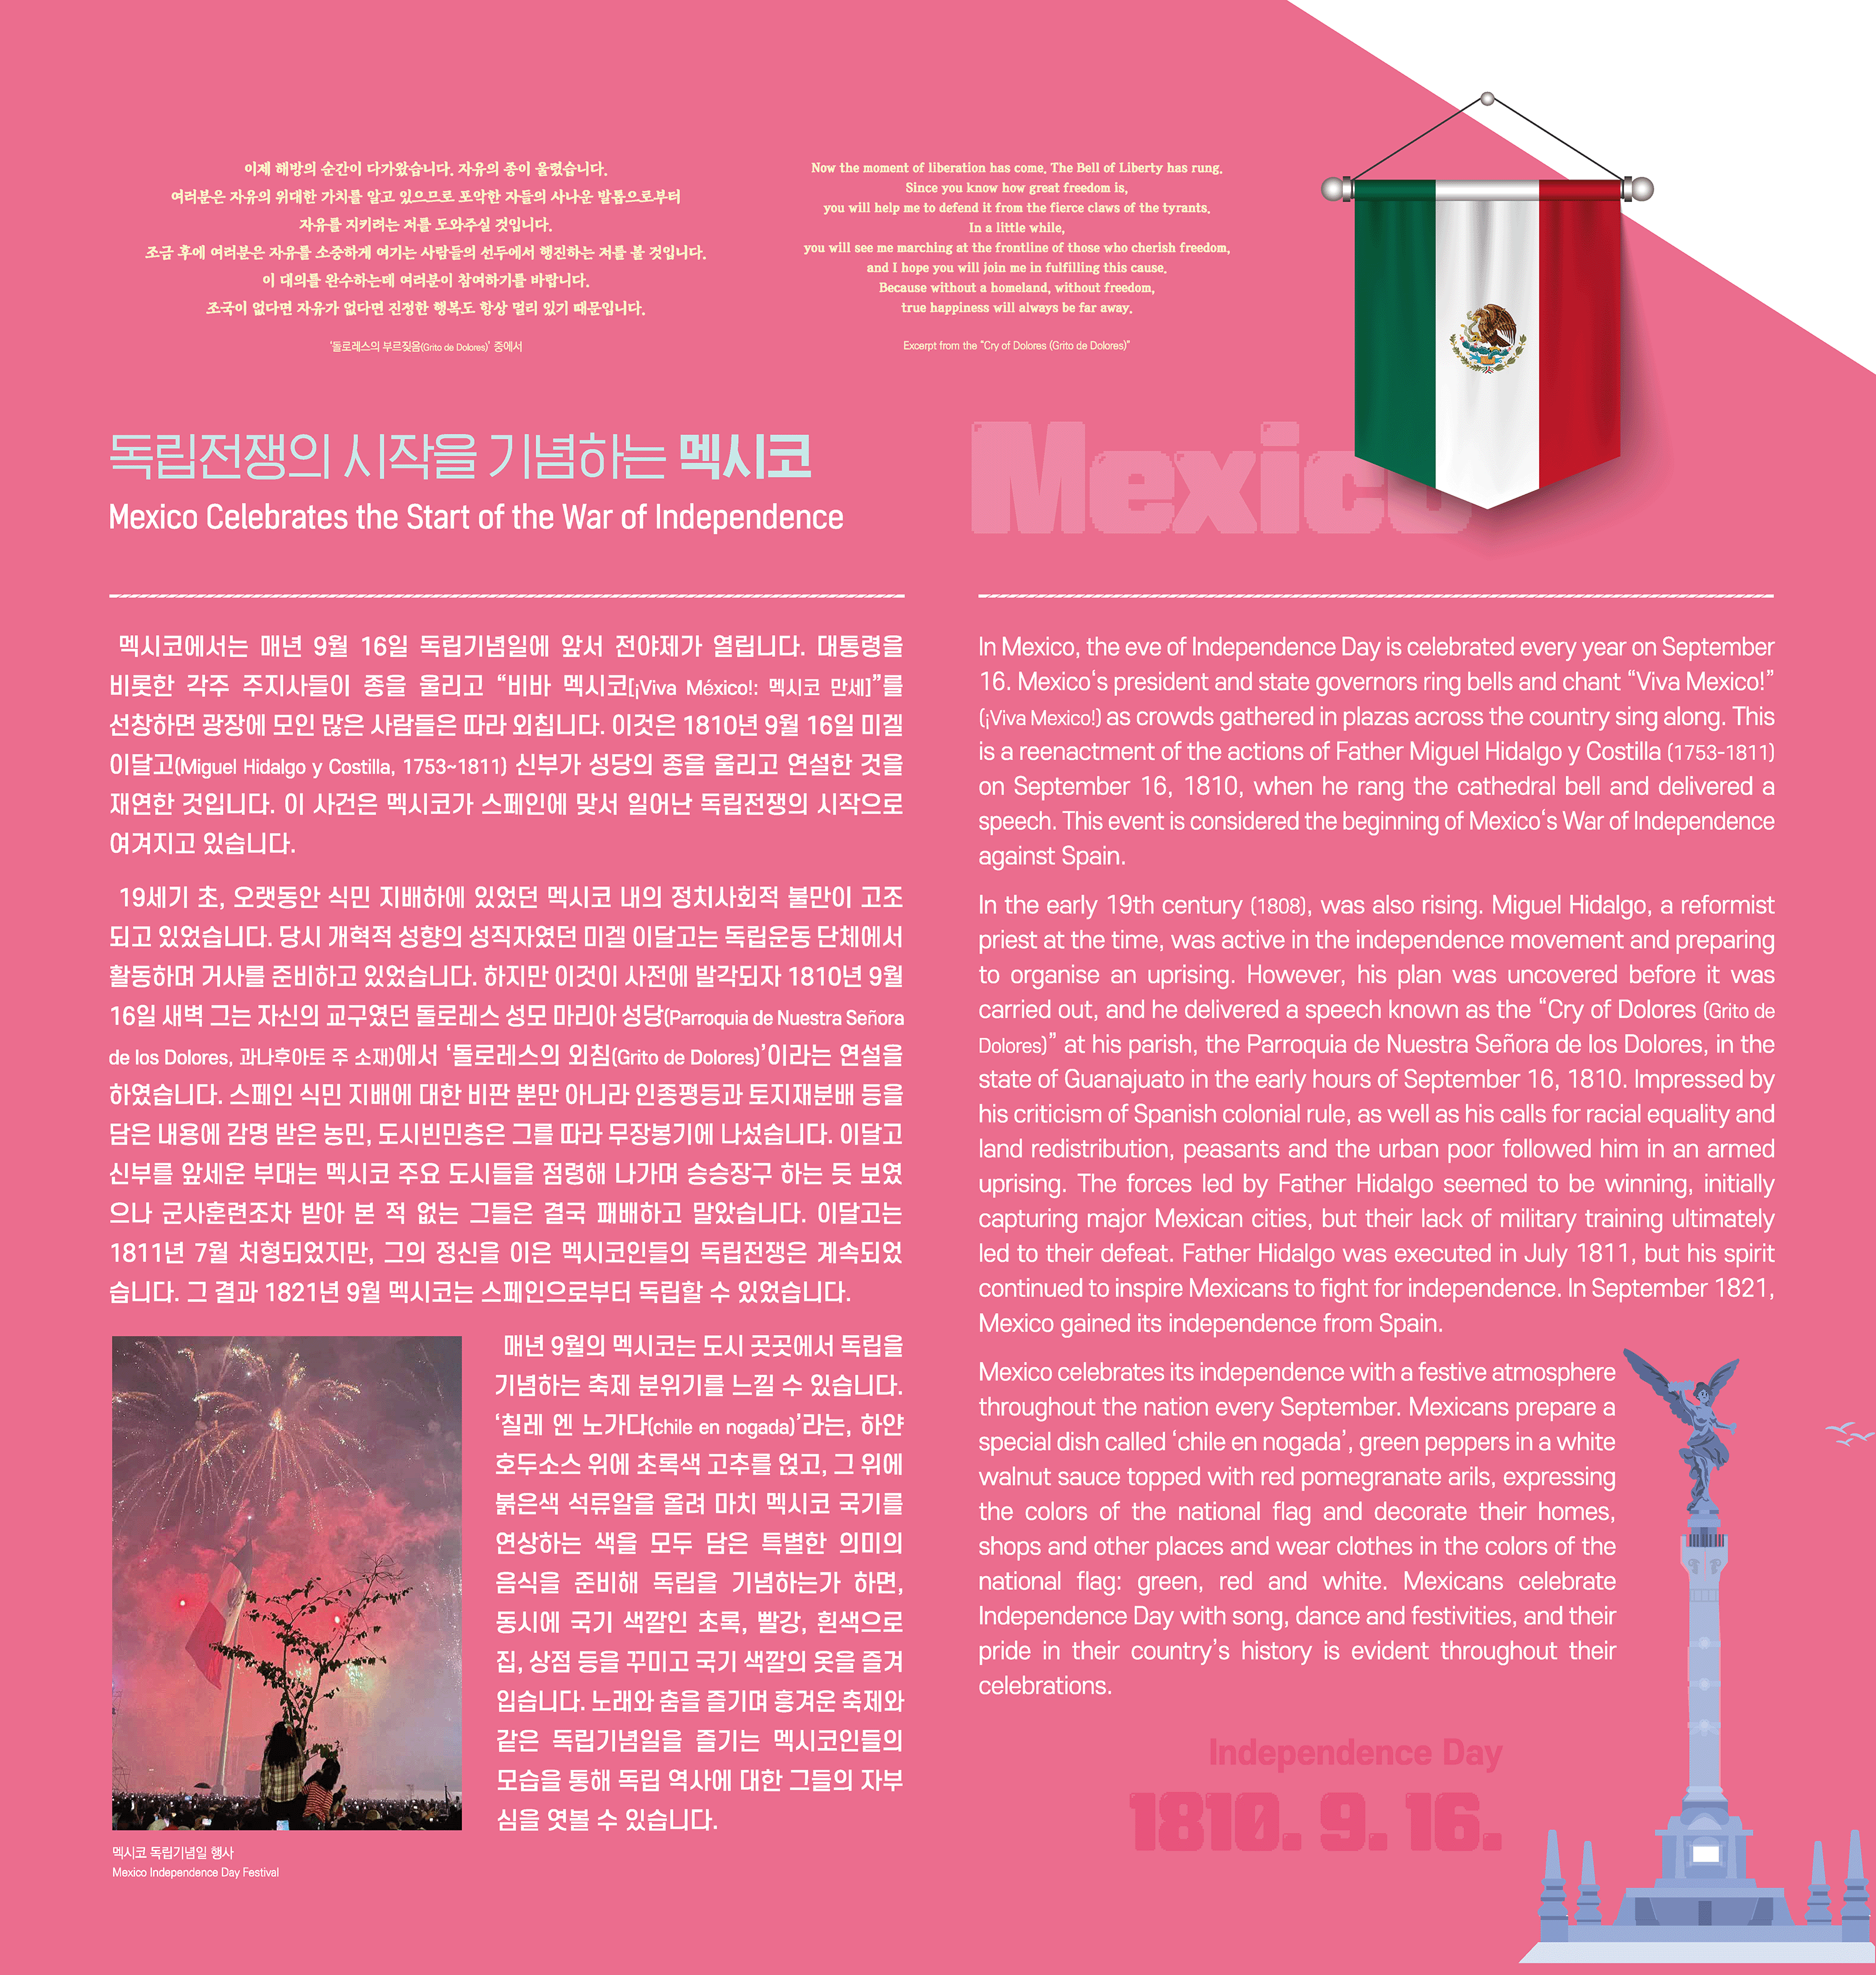 이제 해방의 순간이 다가왔습니다. 자유의 종이 울렸습니다.
여러분은 자유의 위대한 가치를 알고 있으므로 포악한 자들의 사나운 발톱으로부터
자유를 지키려는 저를 도와주실 것입니다.
조금 후에 여러분은 자유를 소중하게 여기는 사람들의 선두에서 행진하는 저를 볼 것입니다.
이 대의를 완수하는데 여러분이 참여하기를 바랍니다.
조국이 없다면 자유가 없다면 진정한 행복도 항상 멀리 있기 때문입니다.
‘돌로레스의 부르짖음(Grito de Dolores)’ 중에서
Now the moment of liberation has come. The Bell of Liberty has rung.
Since you know how great freedom is,
you will help me to defend it from the fierce claws of the tyrants.
In a little while,
you will see me marching at the frontline of those who cherish freedom,
and I hope you will join me in fulfilling this cause.
Because without a homeland, without freedom,
true happiness will always be far away.
Excerpt from the “Cry of Dolores (Grito de Dolores)”
독립전쟁의 시작을 기념하는 멕시코
Mexico Celebrates the Start of the War of Independence
Mexico
멕시코에서는 매년 9월 16일 독립기념일에 앞서 전야제가 열립니다. 대통령을
비롯한 각주 주지사들이 종을 울리고 “비바 멕시코[¡Viva México!: 멕시코 만세]”를
선창하면 광장에 모인 많은 사람들은 따라 외칩니다. 이것은 1810년 9월 16일 미겔
이달고(Miguel Hidalgo y Costilla, 1753~1811) 신부가 성당의 종을 울리고 연설한 것을
재연한 것입니다. 이 사건은 멕시코가 스페인에 맞서 일어난 독립전쟁의 시작으로
여겨지고 있습니다.
19세기 초, 오랫동안 식민 지배하에 있었던 멕시코 내의 정치사회적 불만이 고조
되고 있었습니다. 당시 개혁적 성향의 성직자였던 미겔 이달고는 독립운동 단체에서
활동하며 거사를 준비하고 있었습니다. 하지만 이것이 사전에 발각되자 1810년 9월
16일 새벽 그는 자신의 교구였던 돌로레스 성모 마리아 성당(Parroquia de Nuestra Señora
de los Dolores, 과나후아토 주 소재)에서 ‘돌로레스의 외침(Grito de Dolores)’이라는 연설을
하였습니다. 스페인 식민 지배에 대한 비판 뿐만 아니라 인종평등과 토지재분배 등을
담은 내용에 감명 받은 농민, 도시빈민층은 그를 따라 무장봉기에 나섰습니다. 이달고
신부를 앞세운 부대는 멕시코 주요 도시들을 점령해 나가며 승승장구 하는 듯 보였
으나 군사훈련조차 받아 본 적 없는 그들은 결국 패배하고 말았습니다. 이달고는
1811년 7월 처형되었지만, 그의 정신을 이은 멕시코인들의 독립전쟁은 계속되었
습니다. 그 결과 1821년 9월 멕시코는 스페인으로부터 독립할 수 있었습니다.
매년 9월의 멕시코는 도시 곳곳에서 독립을
기념하는 축제 분위기를 느낄 수 있습니다.
‘칠레 엔 노가다(chile en nogada)’라는, 하얀
호두소스 위에 초록색 고추를 얹고, 그 위에
붉은색 석류알을 올려 마치 멕시코 국기를
연상하는 색을 모두 담은 특별한 의미의
음식을 준비해 독립을 기념하는가 하면,
동시에 국기 색깔인 초록, 빨강, 흰색으로
집, 상점 등을 꾸미고 국기 색깔의 옷을 즐겨
입습니다. 노래와 춤을 즐기며 흥겨운 축제와
같은 독립기념일을 즐기는 멕시코인들의
모습을 통해 독립 역사에 대한 그들의 자부
심을 엿볼 수 있습니다.
멕시코 독립기념일 행사
Mexico Independence Day Festival
In Mexico, the eve of Independence Day is celebrated every year on September
16. Mexico‘s president and state governors ring bells and chant “Viva Mexico!”
(¡Viva Mexico!) as crowds gathered in plazas across the country sing along. This
is a reenactment of the actions of Father Miguel Hidalgo y Costilla (1753-1811)
on September 16, 1810, when he rang the cathedral bell and delivered a
speech. This event is considered the beginning of Mexico‘s War of Independence
against Spain.
In the early 19th century (1808), was also rising. Miguel Hidalgo, a reformist
priest at the time, was active in the independence movement and preparing
to organise an uprising. However, his plan was uncovered before it was
carried out, and he delivered a speech known as the “Cry of Dolores (Grito de
Dolores)” at his parish, the Parroquia de Nuestra Señora de los Dolores, in the
state of Guanajuato in the early hours of September 16, 1810. Impressed by
his criticism of Spanish colonial rule, as well as his calls for racial equality and
land redistribution, peasants and the urban poor followed him in an armed
uprising. The forces led by Father Hidalgo seemed to be winning, initially
capturing major Mexican cities, but their lack of military training ultimately
led to their defeat. Father Hidalgo was executed in July 1811, but his spirit
continued to inspire Mexicans to fight for independence. In September 1821,
Mexico gained its independence from Spain.
Mexico celebrates its independence with a festive atmosphere
throughout the nation every September. Mexicans prepare a
special dish called ‘chile en nogada’, green peppers in a white
walnut sauce topped with red pomegranate arils, expressing
the colors of the national flag and decorate their homes,
shops and other places and wear clothes in the colors of the
national flag: green, red and white. Mexicans celebrate
Independence Day with song, dance and festivities, and their
pride in their country’s history is evident throughout their
celebrations.
Independence Day
1810. 9. 16.